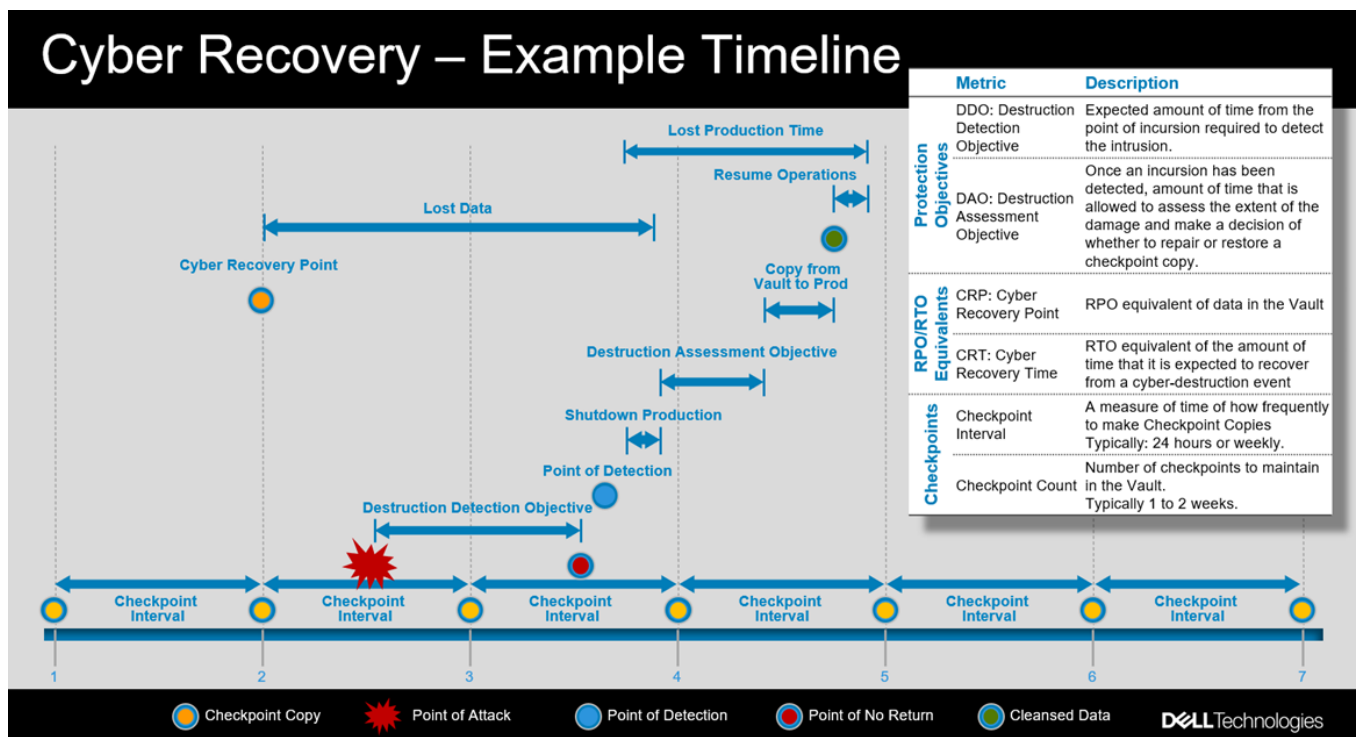 Cyber Recovery – Example Timeline
Metric
Description
Protection
Objectives
DDO: Destruction
Detection
Objective
Expected amount of time from the
point of incursion required to detect
the intrusion.
DAO: Destruction
Assessment
Objective
Once an incursion has been
detected, amount of time that is
allowed to assess the extent of the
damage and make a decision of
whether to repair or restore a
checkpoint copy.
RPO/RTO
Equivalents
CRP: Cyber
Recovery Point
RPO equivalent of data in the Vault
CRT: Cyber
Recovery Time
RTO equivalent of the amount of
time that it is expected to recover
from a cyber-destruction event
Checkpoints
Checkpoint
Interval
A measure of time of how frequently
to make Checkpoint Copies
Typically: 24 hours or weekly.
Checkpoint Count
Number of checkpoints to maintain
in the Vault.
Typically 1 to 2 weeks.
Lost Production Time
Resume Operations
Lost Data
Cyber Recovery Point
Copy from
Vault to Prod
Destruction Assessment Objective
Shutdown Production
Point of Detection
Destruction Detection Objective
Checkpoint
Interval
Checkpoint
Interval
Checkpoint
Interval
Checkpoint
Interval
Checkpoint
Interval
Checkpoint
Interval
1
2
3
4
5
6
7
Checkpoint Copy
Point of Attack
Point of Detection
Point of No Return
Cleansed Data
DELLTechnologies